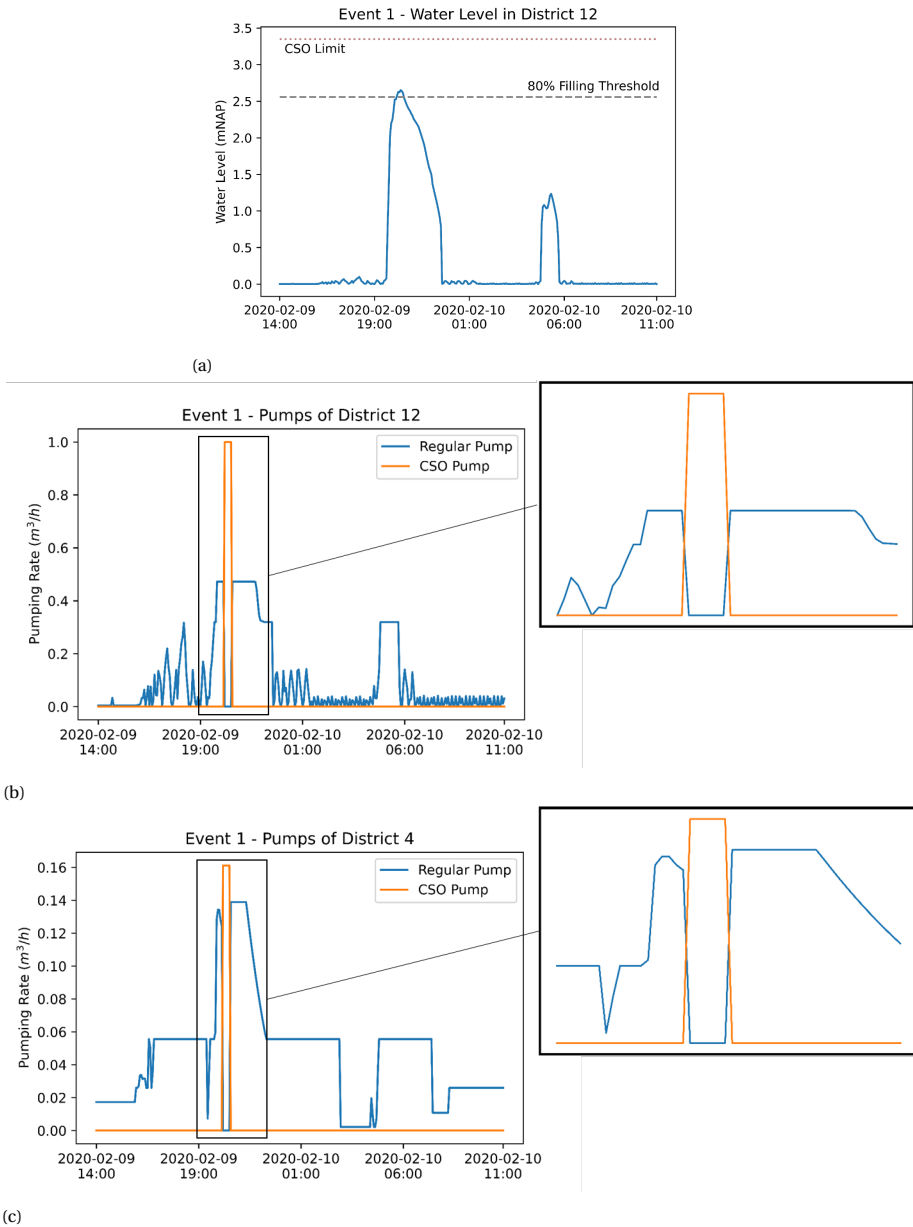 Event 1 - Water Level in District 12
3.5
CSO Limit
3.0
80% Filling Threshold
2.5
Water Level (mNAP)
2.0
1.5
1.0
0.5
0.0
2020-02-09 2020-02-09 2020-02-10 2020-02-10 2020-02-10
14:00 19:00 01:00 06:00 11:00
(a)
Event 1 - Pumps of District 12
Regular Pump
CSO Pump
1.0
0.8
Pumping Rate (m³/h)
0.6
0.4
0.2
0.0
2020-02-09 2020-02-09 2020-02-10 2020-02-10 2020-02-10
14:00 19:00 01:00 06:00 11:00
(b)
Event 1 - Pumps of District 4
Regular Pump
CSO Pump
0.16
0.14
0.12
Pumping Rate (m³/h)
0.10
0.08
0.06
0.04
0.02
0.00
2020-02-09 2020-02-09 2020-02-10 2020-02-10 2020-02-10
14:00 19:00 01:00 06:00 11:00
(c)